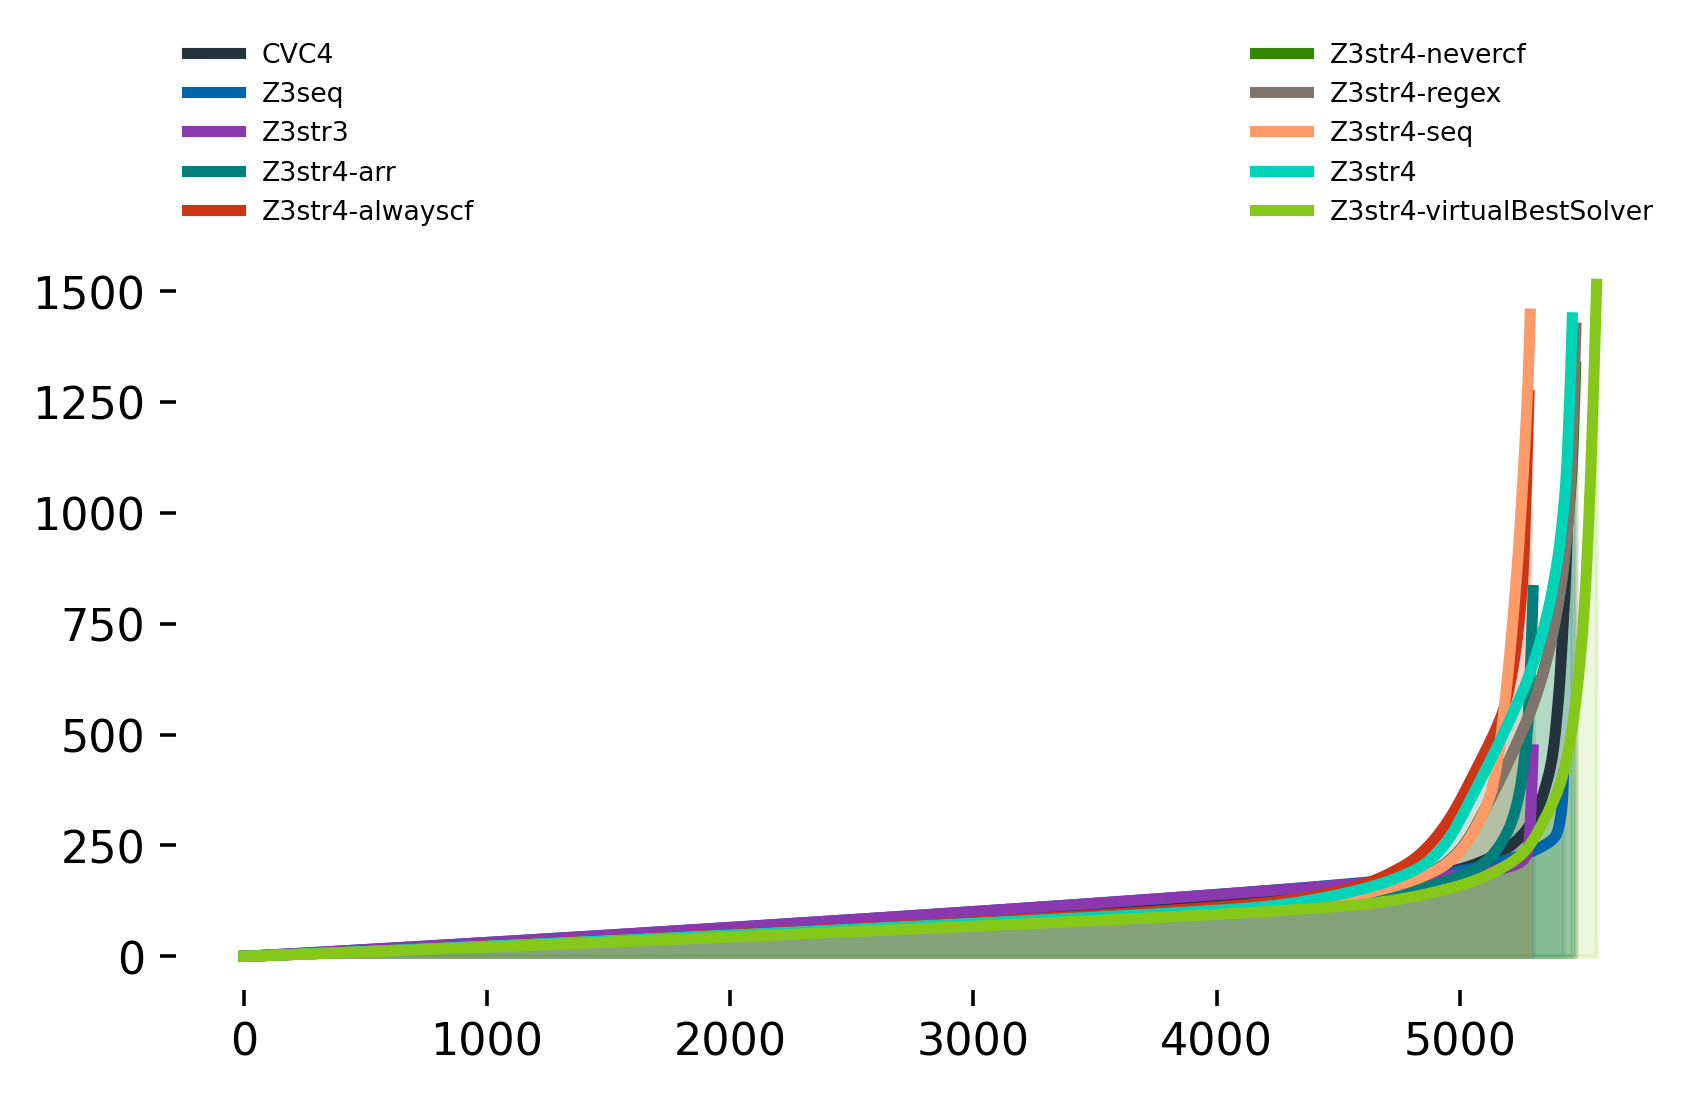 CVC4
Z3seq
Z3str3
Z3str4-arr
Z3str4-alwayscf
Z3str4-nevercf
Z3str4-regex
Z3str4-seq
Z3str4
Z3str4-virtualBestSolver
1500
1250
1000
750
500
250
0
0 1000 2000 3000 4000 5000